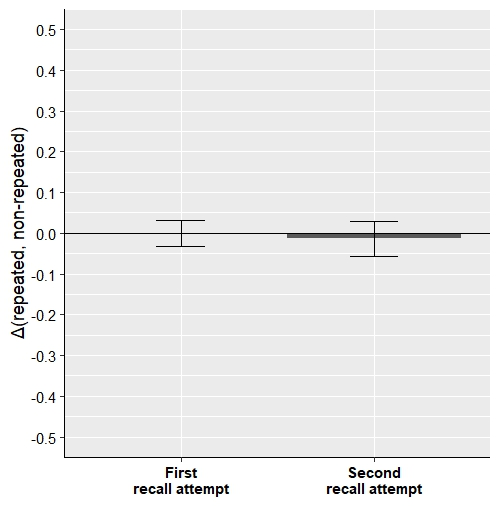 Δ(repeated, non-repeated)
0.5
0.4
0.3
0.2
0.1
0.0
-0.1
-0.2
-0.3
-0.4
-0.5
First
recall attempt
Second
recall attempt